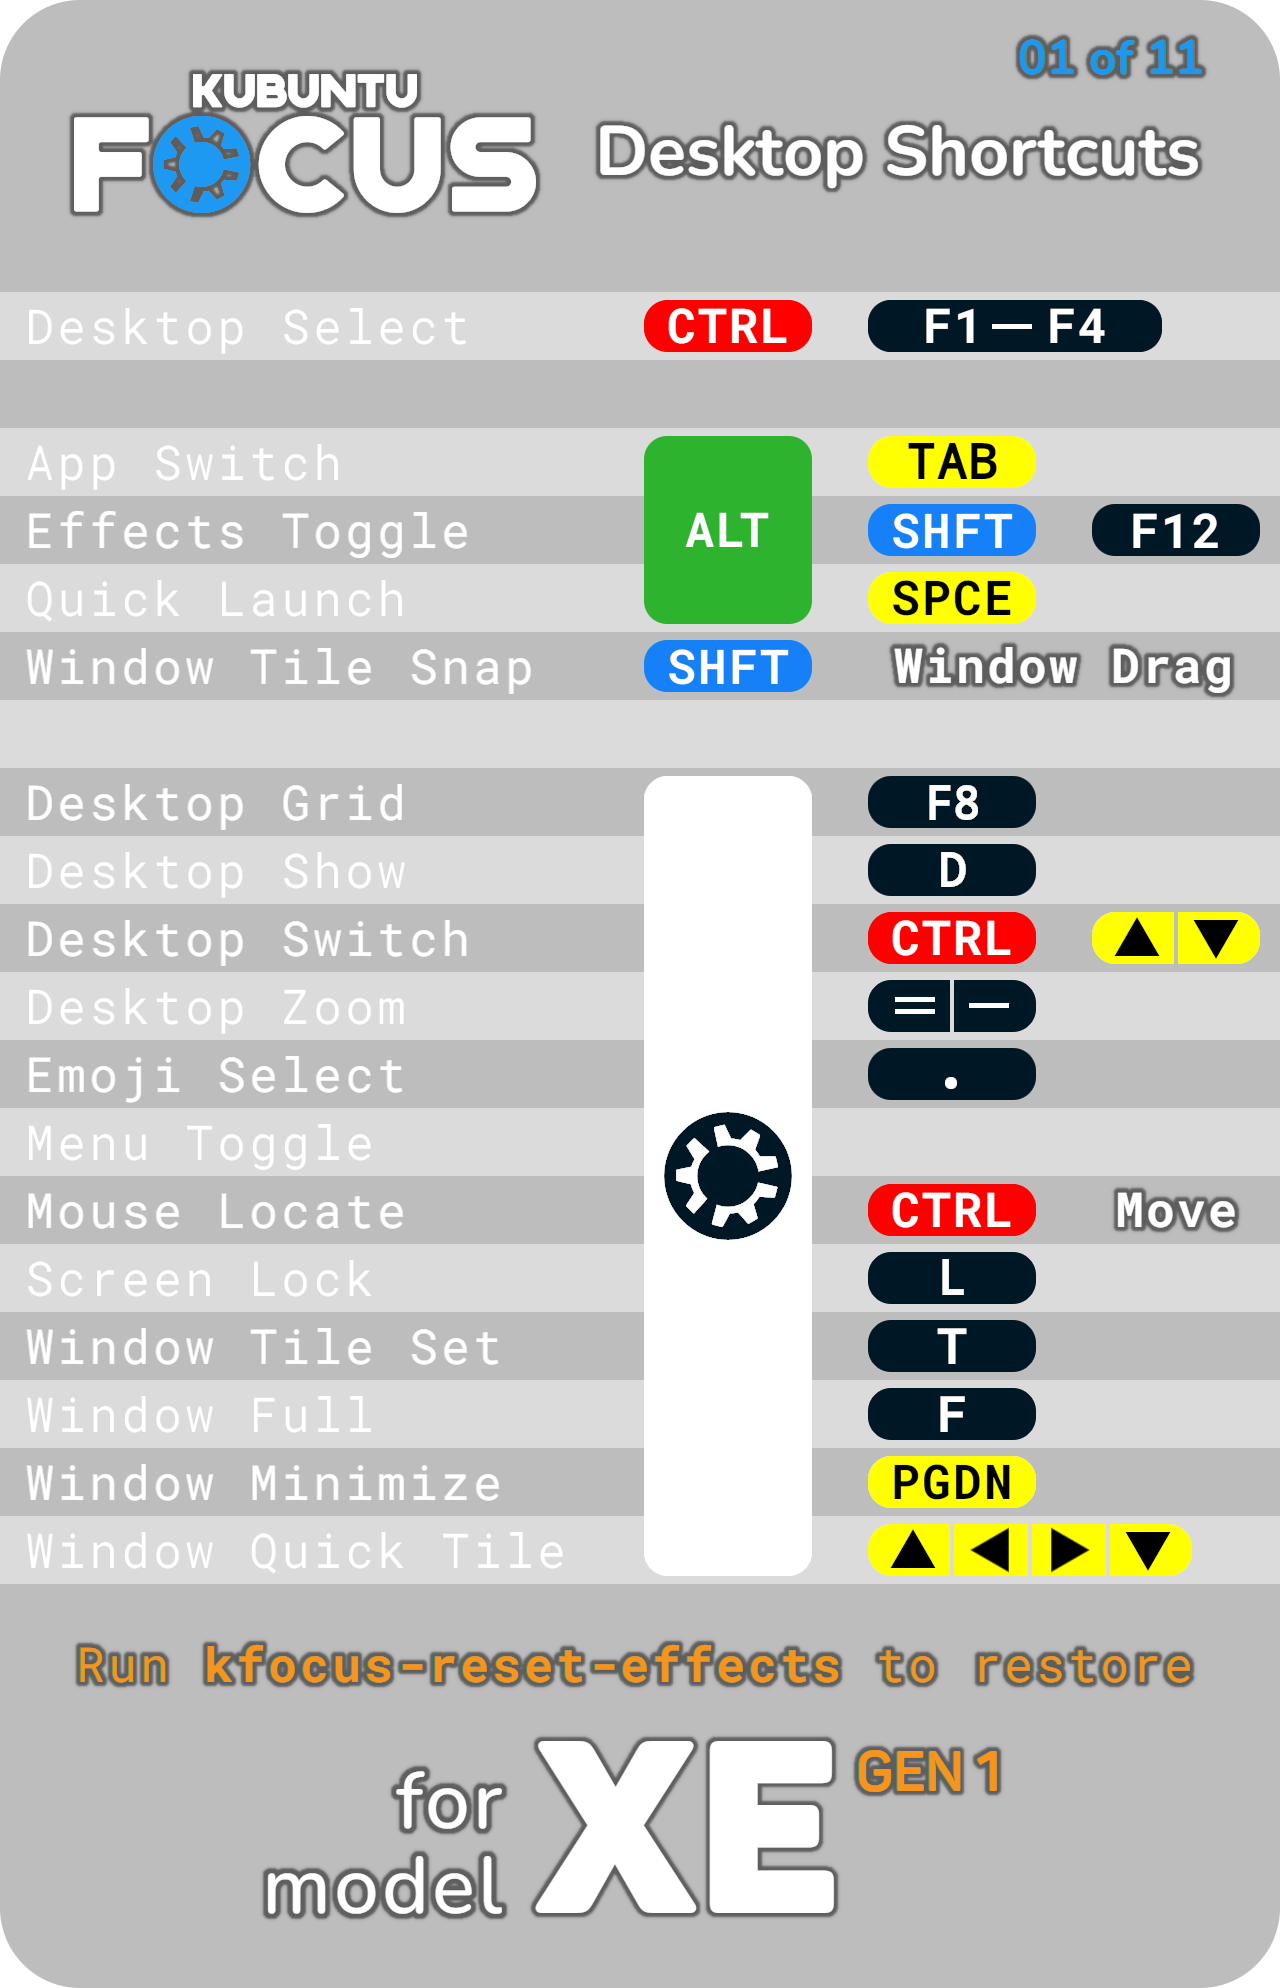 01 of 11
KUBUNTU
FOCUS
Desktop Shortcuts
Desktop Select CTRL F1 — F4
App Switch TAB
Effects Toggle ALT SHFT F12
Quick Launch SPCE
Window Tile Snap SHFT Window Drag
Desktop Grid F8
Desktop Show D
Desktop Switch CTRL ▲ ▼
Desktop Zoom = —
Emoji Select .
Menu Toggle
Mouse Locate CTRL Move
Screen Lock L
Window Tile Set T
Window Full F
Window Minimize PGDN
Window Quick Tile ▲ ◀ ▶ ▼
Run kfocus-reset-effects to restore
for model XE GEN 1